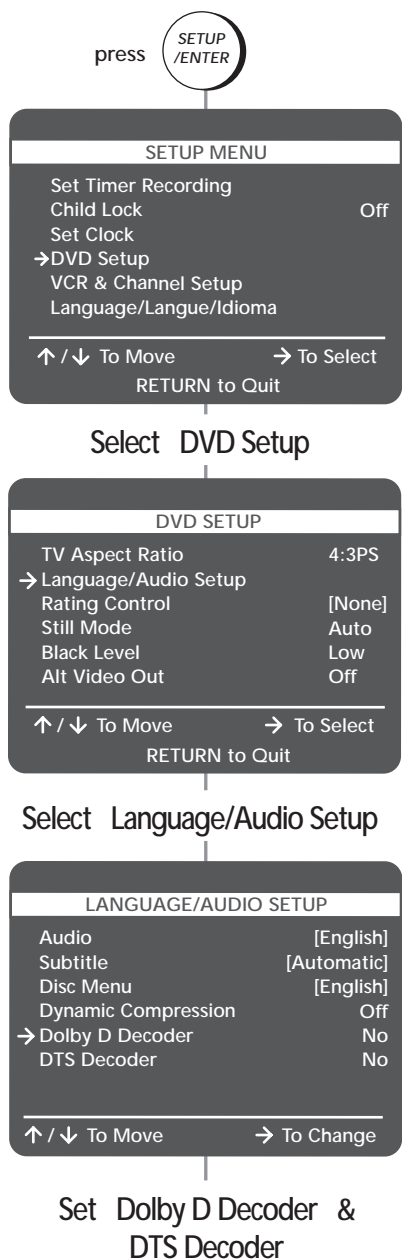 press SETUP
/ENTER
SETUP MENU
Set Timer Recording
Child Lock Off
Set Clock
→DVD Setup
VCR & Channel Setup
Language/Langue/Idioma
↑/↓ To Move → To Select
RETURN to Quit
Select DVD Setup
DVD SETUP
TV Aspect Ratio 4:3PS
→Language/Audio Setup
Rating Control [None]
Still Mode Auto
Black Level Low
Alt Video Out Off
↑/↓ To Move → To Select
RETURN to Quit
Select Language/Audio Setup
LANGUAGE/AUDIO SETUP
Audio [English]
Subtitle [Automatic]
Disc Menu [English]
Dynamic Compression Off
→Dolby D Decoder No
DTS Decoder No
↑/↓ To Move → To Change
Set Dolby D Decoder &
DTS Decoder